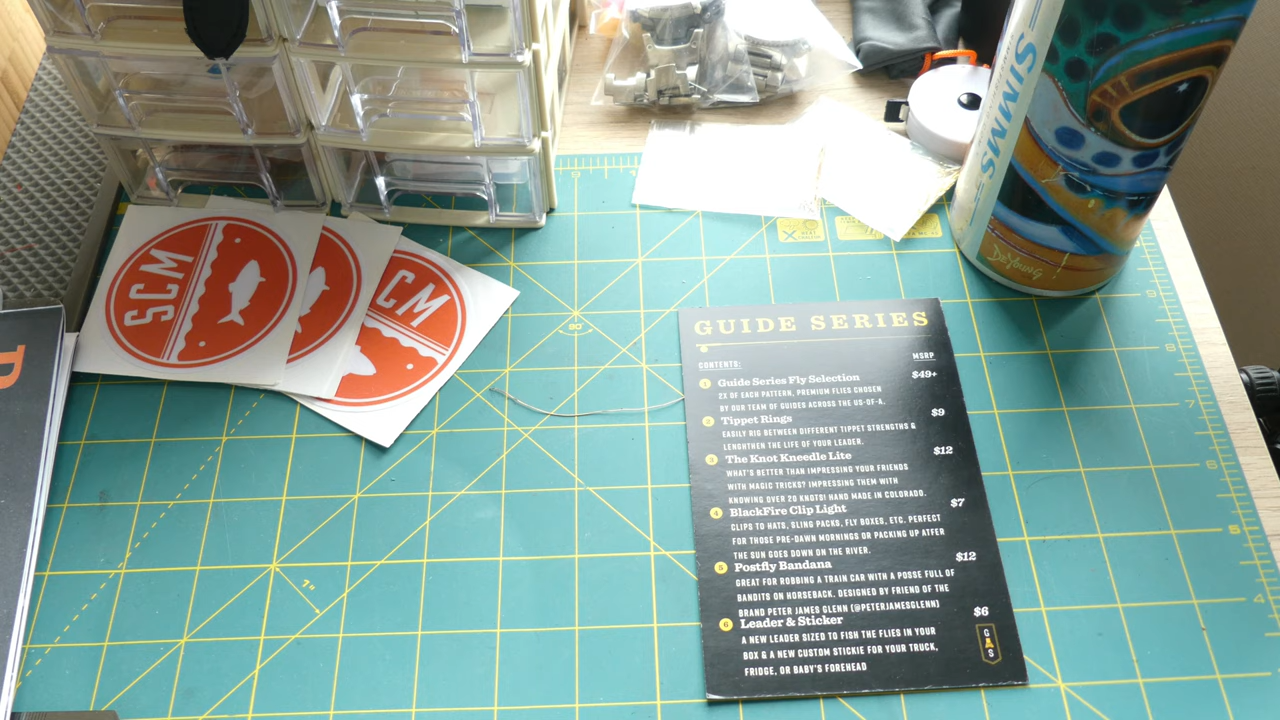 SCM
CM
SIMMS
DeYoung
GUIDE SERIES
CONTENTS:
MSRP
1 Guide Series Fly Selection $49+
2X OF EACH PATTERN, PREMIUM FLIES CHOSEN
BY OUR TEAM OF GUIDES ACROSS THE US-OF-A.
2 Tippet Rings $9
EASILY RIG BETWEEN DIFFERENT TIPPET STRENGTHS &
LENGHTHEN THE LIFE OF YOUR LEADER.
3 The Knot Kneedle Lite $12
WHAT'S BETTER THAN IMPRESSING YOUR FRIENDS
WITH MAGIC TRICKS? IMPRESSING THEM WITH
KNOWING OVER 20 KNOTS! HAND MADE IN COLORADO.
4 BlackFire Clip Light $7
CLIPS TO HATS, SLING PACKS, FLY BOXES, ETC. PERFECT
FOR THOSE PRE-DAWN MORNINGS OR PACKING UP ATFER
THE SUN GOES DOWN ON THE RIVER.
5 Postfly Bandana $12
GREAT FOR ROBBING A TRAIN CAR WITH A POSSE FULL OF
BANDITS ON HORSEBACK. DESIGNED BY FRIEND OF THE
BRAND PETER JAMES GLENN (@PETERJAMESGLENN)
6 Leader & Sticker $6
A NEW LEADER SIZED TO FISH THE FLIES IN YOUR
BOX & A NEW CUSTOM STICKIE FOR YOUR TRUCK,
FRIDGE, OR BABY'S FOREHEAD
G
S
90°
1"
7
6
5
4